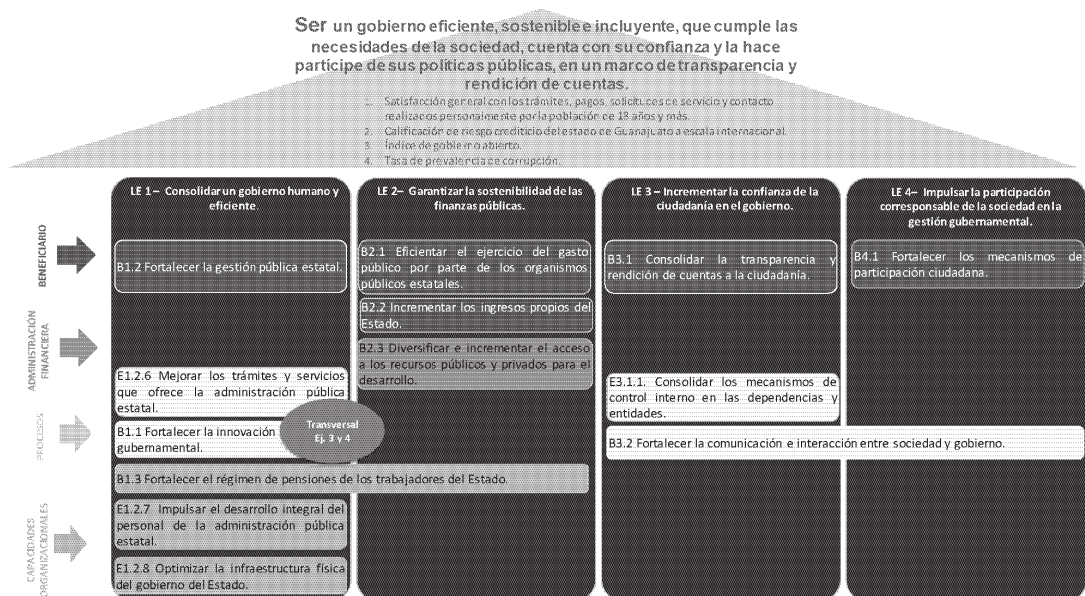 Ser un gobierno eficiente, sostenible e incluyente, que cumple las
necesidades de la sociedad, cuenta con su confianza y la hace
participe de sus políticas públicas, en un marco de transparencia y
rendición de cuentas.
1. Satisfacción general con los trámites, pagos, solicitudes de servicio y contacto
realizados personalmente por la población de 18 años y más.
2. Calificación de riesgo crediticio del estado de Guanajuato a escala internacional.
3. Índice de gobierno abierto.
4. Tasa de prevalencia de corrupción.
LE 1 – Consolidar un gobierno humano y
eficiente.
LE 2– Garantizar la sostenibilidad de las
finanzas públicas.
LE 3 – Incrementar la confianza de la
ciudadanía en el gobierno.
LE 4– Impulsar la participación
corresponsable de la sociedad en la
gestión gubernamental.
BENEFICIARIO
B1.2 Fortalecer la gestión pública estatal.
B2.1 Eficientar el ejercicio del gasto
público por parte de los organismos
públicos estatales.
B3.1 Consolidar la transparencia y
rendición de cuentas a la ciudadanía.
B4.1 Fortalecer los mecanismos de
participación ciudadana.
B2.2 Incrementar los ingresos propios del
Estado.
ADMINISTRACIÓN
FINANCIERA
B2.3 Diversificar e incrementar el acceso
a los recursos públicos y privados para el
desarrollo.
E1.2.6 Mejorar los trámites y servicios
que ofrece la administración pública
estatal.
E3.1.1. Consolidar los mecanismos de
control interno en las dependencias y
entidades.
PROCESOS
B1.1 Fortalecer la innovación
gubernamental.
Transversal
Ej. 3 y 4
B3.2 Fortalecer la comunicación e interacción entre sociedad y gobierno.
B1.3 Fortalecer el régimen de pensiones de los trabajadores del Estado.
CAPACIDADES
ORGANIZACIONALES
E1.2.7 Impulsar el desarrollo integral del
personal de la administración pública
estatal.
E1.2.8 Optimizar la infraestructura física
del gobierno del Estado.